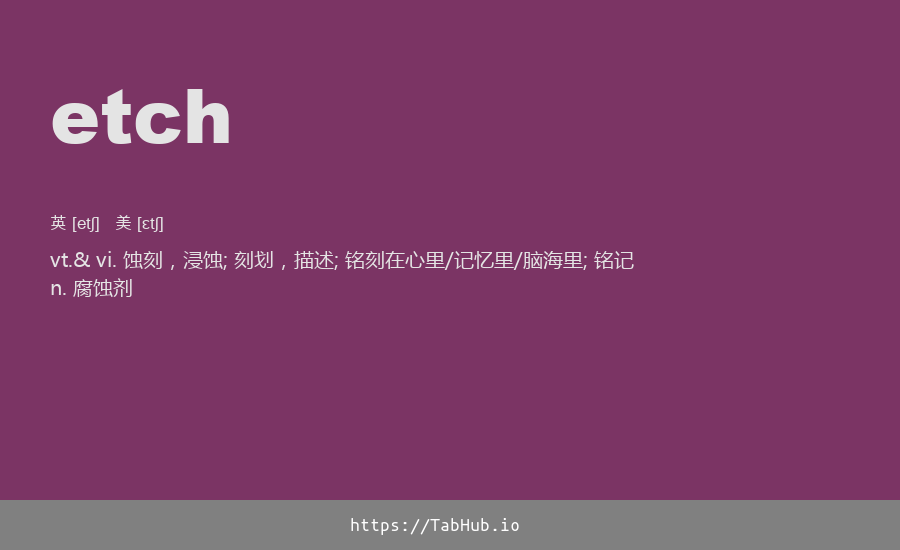 etch
英 [etʃ] 美 [ɛtʃ]
vt.& vi. 蚀刻，浸蚀; 刻划，描述; 铭刻在心里/记忆里/脑海里; 铭记
n. 腐蚀剂
https://TabHub.io